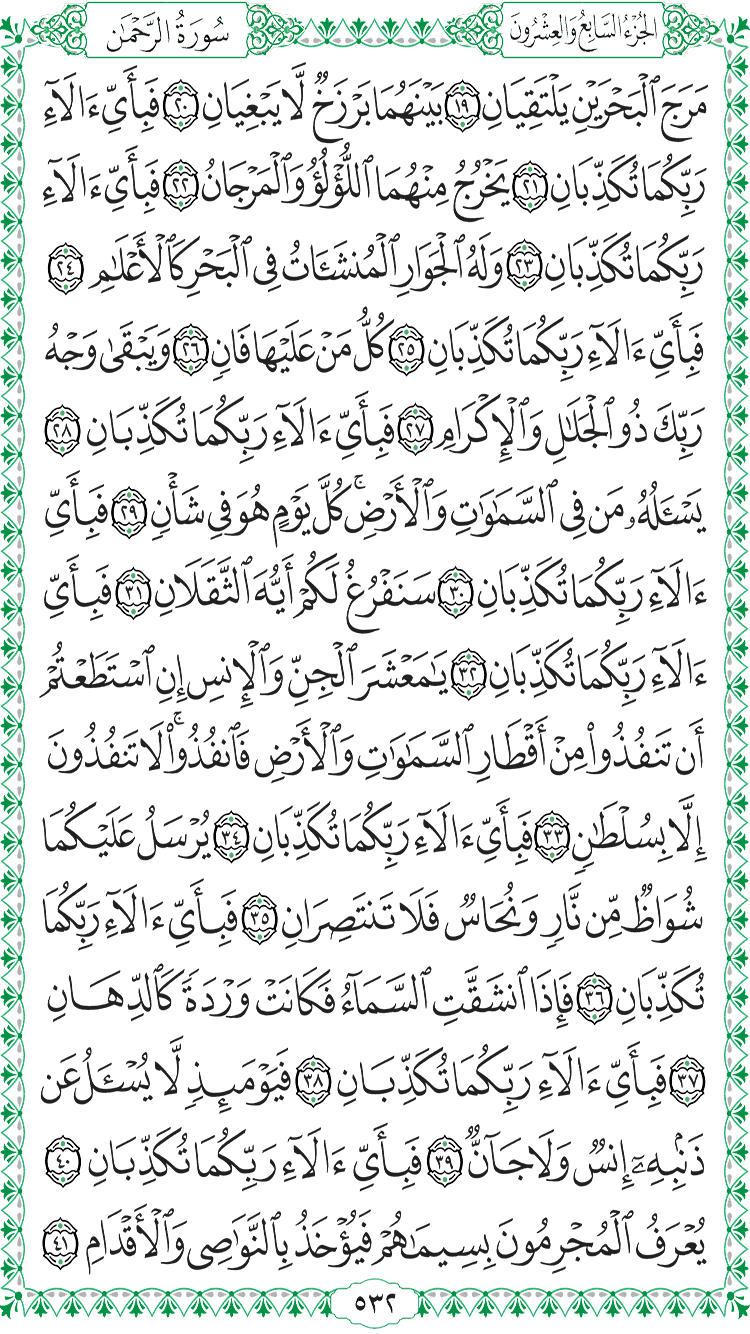 الجُزْءُ السَّابِعُ وَالعِشْرُونَ
سُورَةُ الرَّحْمَٰن
مَرَجَ ٱلْبَحْرَيْنِ يَلْتَقِيَانِ ١٩ بَيْنَهُمَا بَرْزَخٌ لَّا يَبْغِيَانِ ٢٠ فَبِأَيِّ ءَالَآءِ
رَبِّكُمَا تُكَذِّبَانِ ٢١ يَخْرُجُ مِنْهُمَا ٱللُّؤْلُؤُ وَٱلْمَرْجَانُ ٢٢ فَبِأَيِّ ءَالَآءِ
رَبِّكُمَا تُكَذِّبَانِ ٢٣ وَلَهُ ٱلْجَوَارِ ٱلْمُنشَـَٔاتُ فِى ٱلْبَحْرِ كَٱلْأَعْلَٰمِ ٢٤
فَبِأَيِّ ءَالَآءِ رَبِّكُمَا تُكَذِّبَانِ ٢٥ كُلُّ مَنْ عَلَيْهَا فَانٍ ٢٦ وَيَبْقَىٰ وَجْهُ
رَبِّكَ ذُو ٱلْجَلَٰلِ وَٱلْإِكْرَامِ ٢٧ فَبِأَيِّ ءَالَآءِ رَبِّكُمَا تُكَذِّبَانِ ٢٨
يَسْـَٔلُهُۥ مَن فِى ٱلسَّمَٰوَٰتِ وَٱلْأَرْضِ ۚ كُلَّ يَوْمٍ هُوَ فِى شَأْنٍ ٢٩ فَبِأَيِّ
ءَالَآءِ رَبِّكُمَا تُكَذِّبَانِ ٣٠ سَنَفْرُغُ لَكُمْ أَيُّهَ ٱلثَّقَلَانِ ٣١ فَبِأَيِّ
ءَالَآءِ رَبِّكُمَا تُكَذِّبَانِ ٣٢ يَٰمَعْشَرَ ٱلْجِنِّ وَٱلْإِنسِ إِنِ ٱسْتَطَعْتُمْ
أَن تَنفُذُوا۟ مِنْ أَقْطَارِ ٱلسَّمَٰوَٰتِ وَٱلْأَرْضِ فَٱنفُذُوا۟ ۚ لَا تَنفُذُونَ
إِلَّا بِسُلْطَٰنٍ ٣٣ فَبِأَيِّ ءَالَآءِ رَبِّكُمَا تُكَذِّبَانِ ٣٤ يُرْسَلُ عَلَيْكُمَا
شُوَاظٌ مِّن نَّارٍ وَنُحَاسٌ فَلَا تَنتَصِرَانِ ٣٥ فَبِأَيِّ ءَالَآءِ رَبِّكُمَا
تُكَذِّبَانِ ٣٦ فَإِذَا ٱنشَقَّتِ ٱلسَّمَآءُ فَكَانَتْ وَرْدَةً كَٱلدِّهَانِ
٣٧ فَبِأَيِّ ءَالَآءِ رَبِّكُمَا تُكَذِّبَانِ ٣٨ فَيَوْمَئِذٍ لَّا يُسْـَٔلُ عَن
ذَنۢبِهِۦٓ إِنسٌ وَلَا جَآنٌّ ٣٩ فَبِأَيِّ ءَالَآءِ رَبِّكُمَا تُكَذِّبَانِ ٤٠
يُعْرَفُ ٱلْمُجْرِمُونَ بِسِيمَٰهُمْ فَيُؤْخَذُ بِٱلنَّوَٰصِى وَٱلْأَقْدَامِ ٤١
٥٣٢